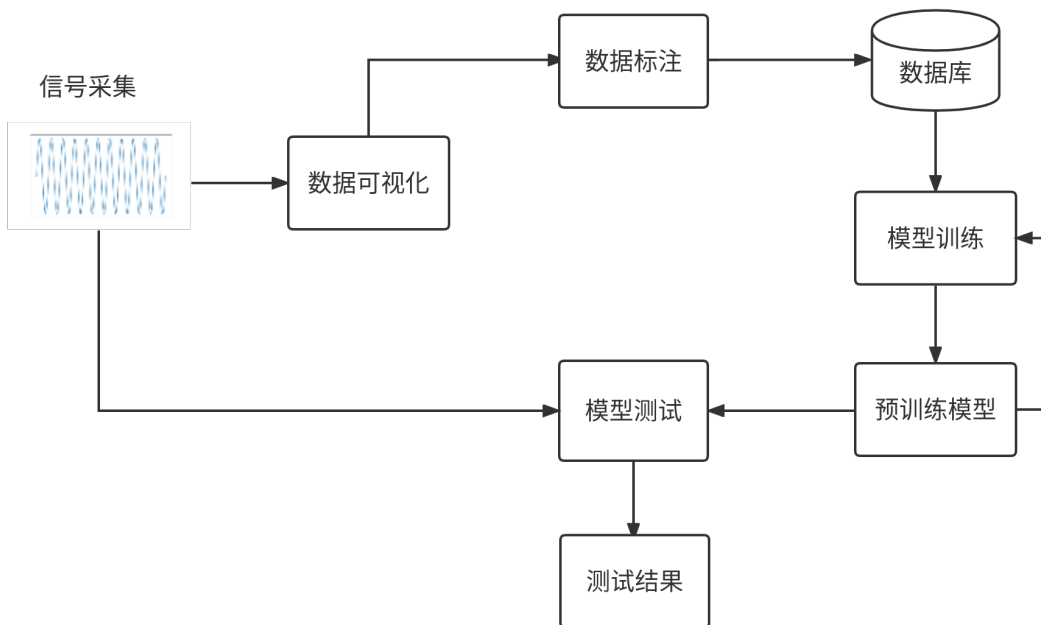 数据标注
数据库
信号采集
数据可视化
模型训练
模型测试
预训练模型
测试结果